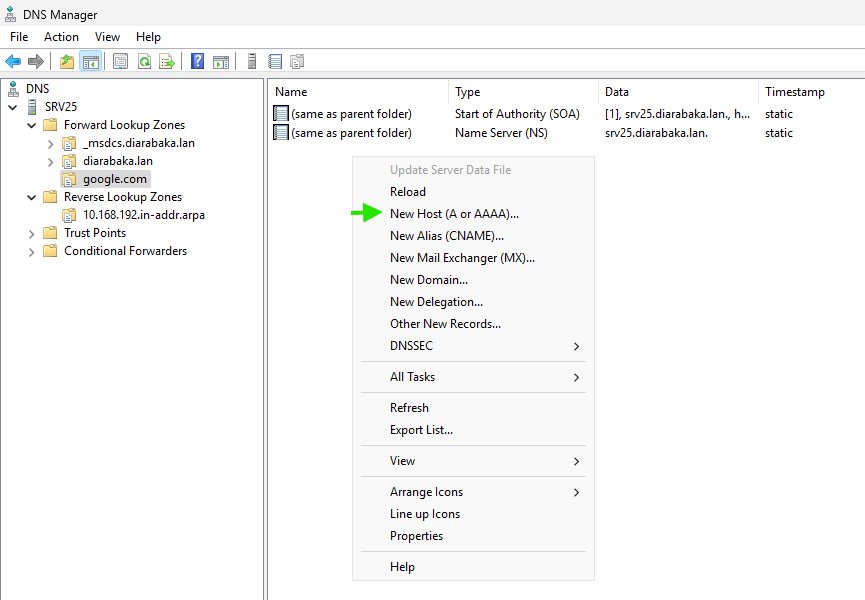 DNS Manager
File Action View Help
DNS
SRV25
Forward Lookup Zones
_msdcs.diarabaka.lan
diarabaka.lan
google.com
Reverse Lookup Zones
10.168.192.in-addr.arpa
Trust Points
Conditional Forwarders
Name Type Data Timestamp
(same as parent folder) Start of Authority (SOA) [1], srv25.diarabaka.lan., h... static
(same as parent folder) Name Server (NS) srv25.diarabaka.lan. static
Update Server Data File
Reload
New Host (A or AAAA)...
New Alias (CNAME)...
New Mail Exchanger (MX)...
New Domain...
New Delegation...
Other New Records...
DNSSEC
All Tasks
Refresh
Export List...
View
Arrange Icons
Line up Icons
Properties
Help